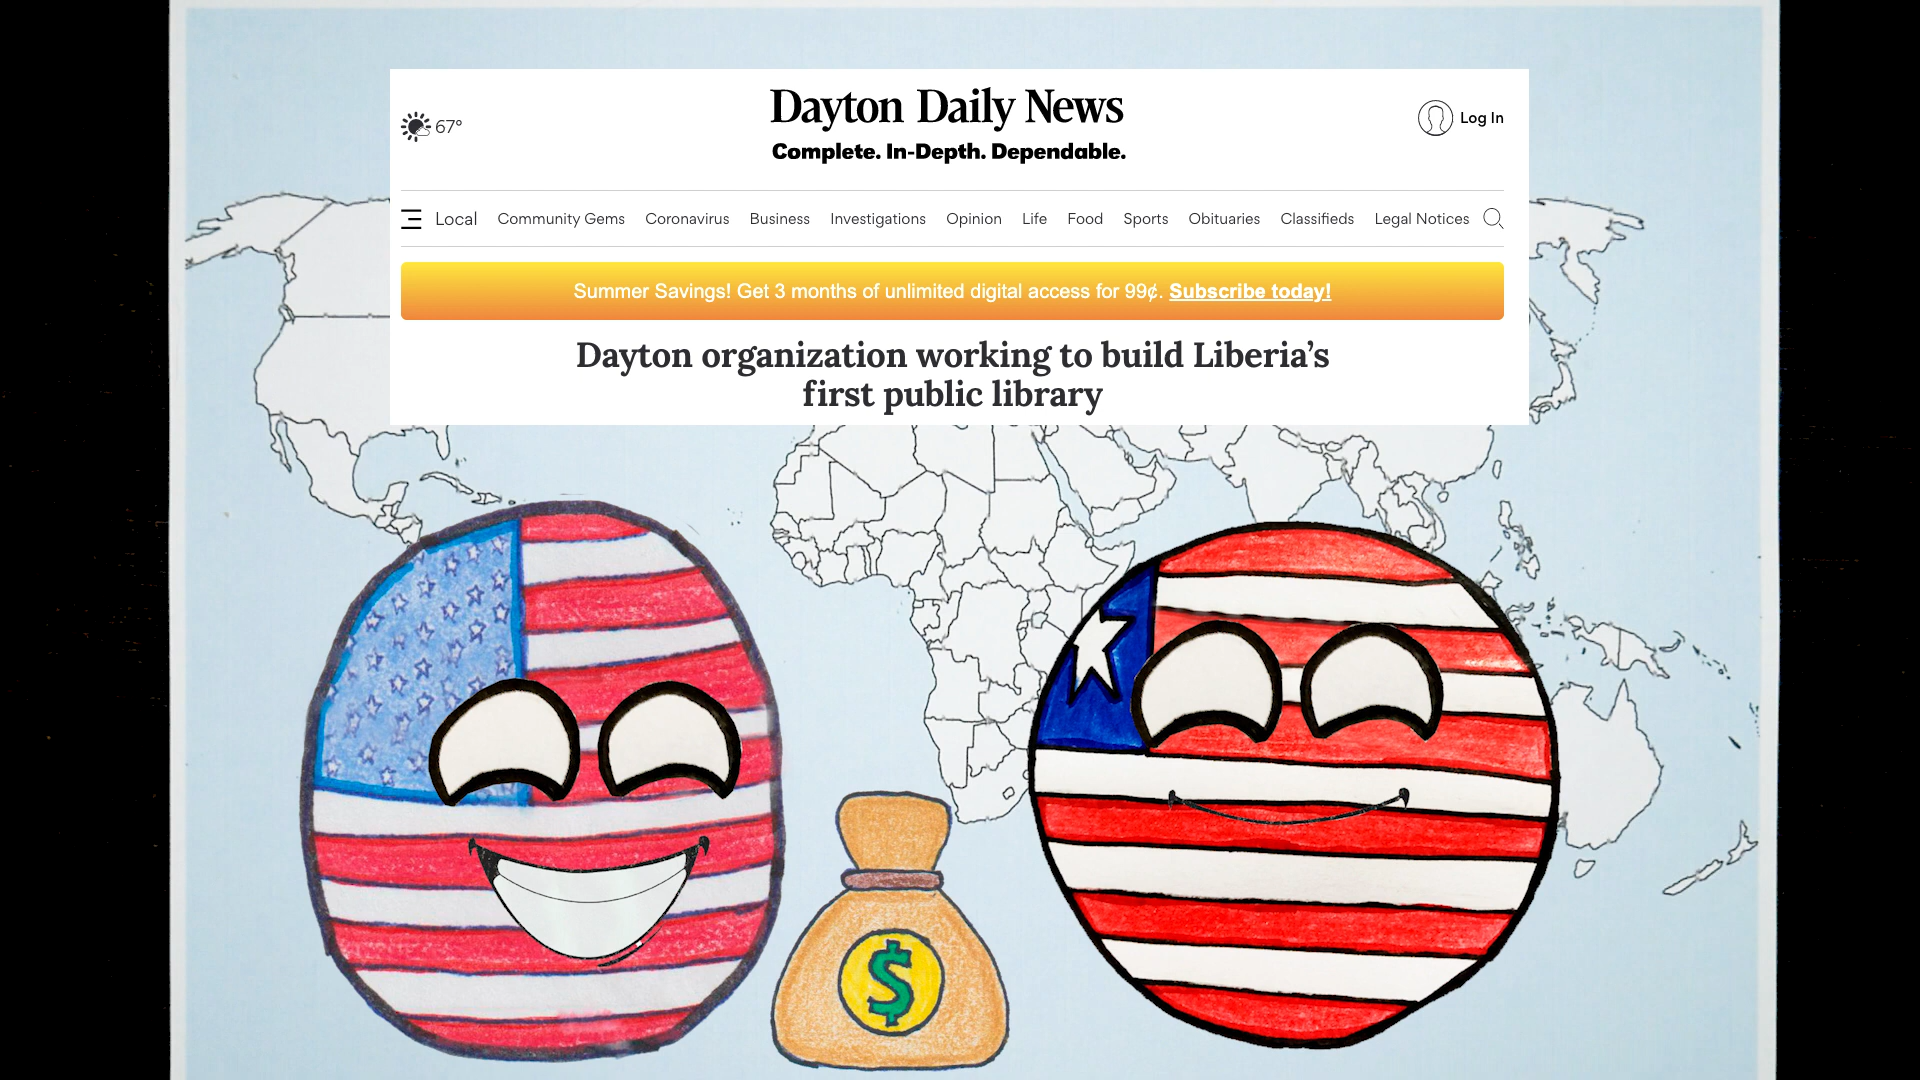 Dayton Daily News
Complete. In-Depth. Dependable.
67°
Log In
Local Community Gems Coronavirus Business Investigations Opinion Life Food Sports Obituaries Classifieds Legal Notices
Summer Savings! Get 3 months of unlimited digital access for 99¢. Subscribe today!
Dayton organization working to build Liberia’s
first public library
$